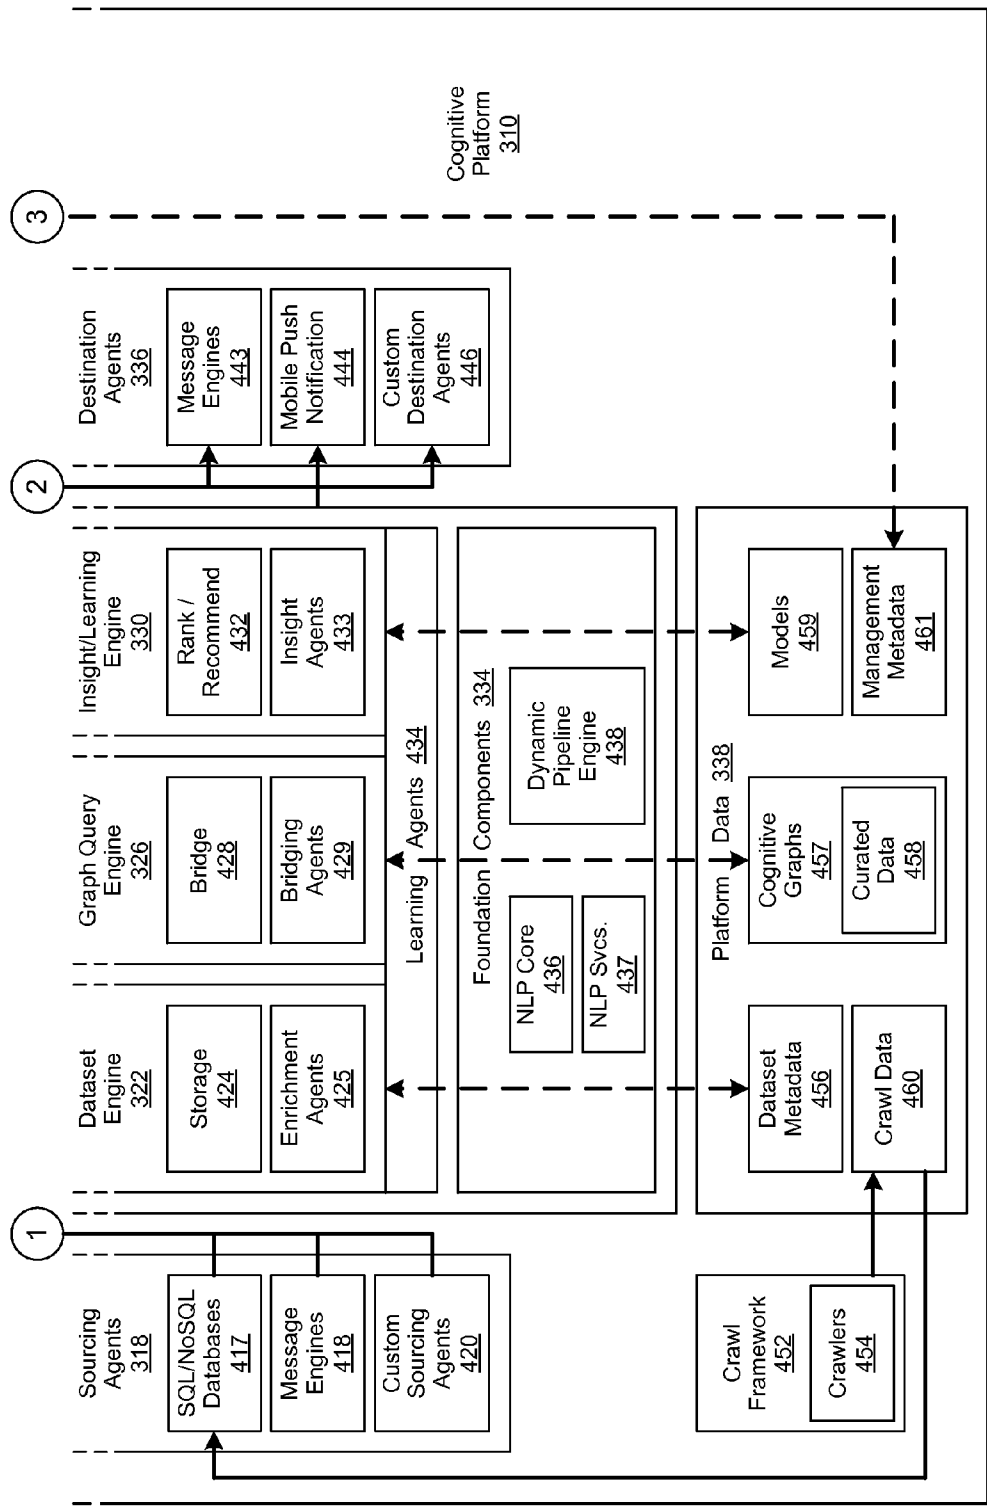 1
2
3
Sourcing
Agents
318
SQL/NoSQL
Databases
417
Message
Engines
418
Custom
Sourcing
Agents
420
Dataset
Engine
322
Storage
424
Enrichment
Agents
425
Graph Query
Engine
326
Bridge
428
Bridging
Agents
429
Insight/Learning
Engine
330
Rank /
Recommend
432
Insight
Agents
433
Learning Agents 434
Foundation Components 334
NLP Core
436
NLP Svcs.
437
Dynamic
Pipeline
Engine
438
Destination
Agents
336
Message
Engines
443
Mobile Push
Notification
444
Custom
Destination
Agents
446
Cognitive
Platform
310
Crawl
Framework
452
Crawlers
454
Platform Data 338
Dataset
Metadata
456
Crawl Data
460
Cognitive
Graphs
457
Curated
Data
458
Models
459
Management
Metadata
461